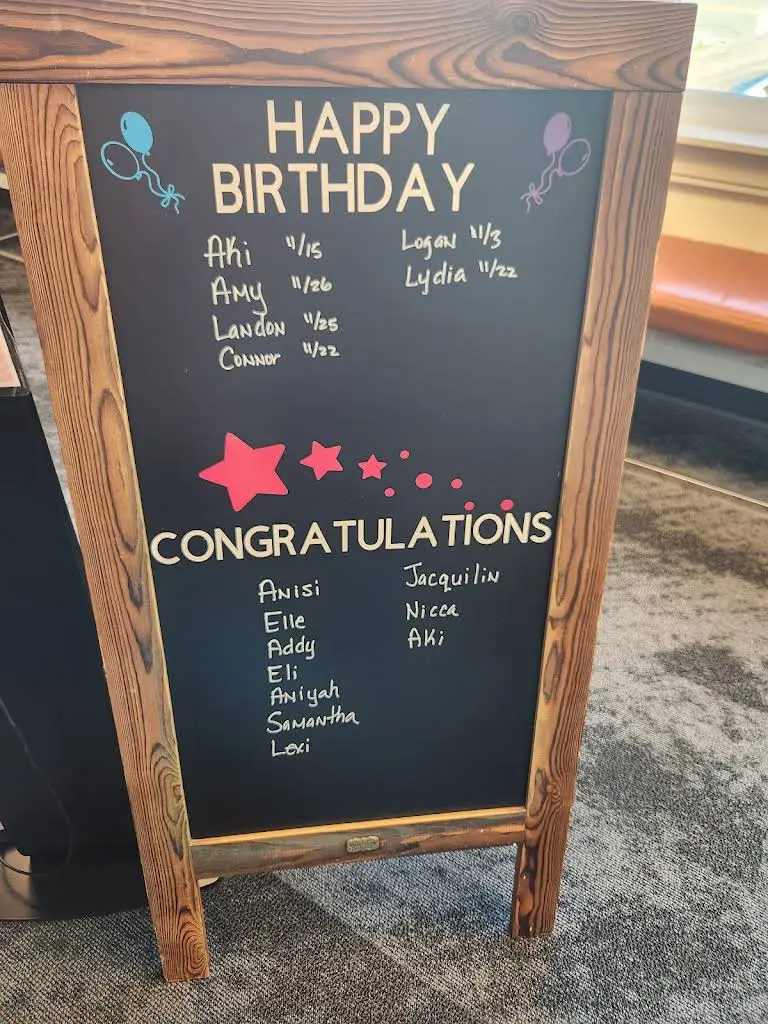 HAPPY
BIRTHDAY
Aki 11/15
Amy 11/26
Landon 11/25
Connor 11/22
Logan 11/3
Lydia 11/22
CONGRATULATIONS
Anisi
Elle
Addy
Eli
Aniyah
Samantha
Lexi
Jacquilin
Nicca
Aki